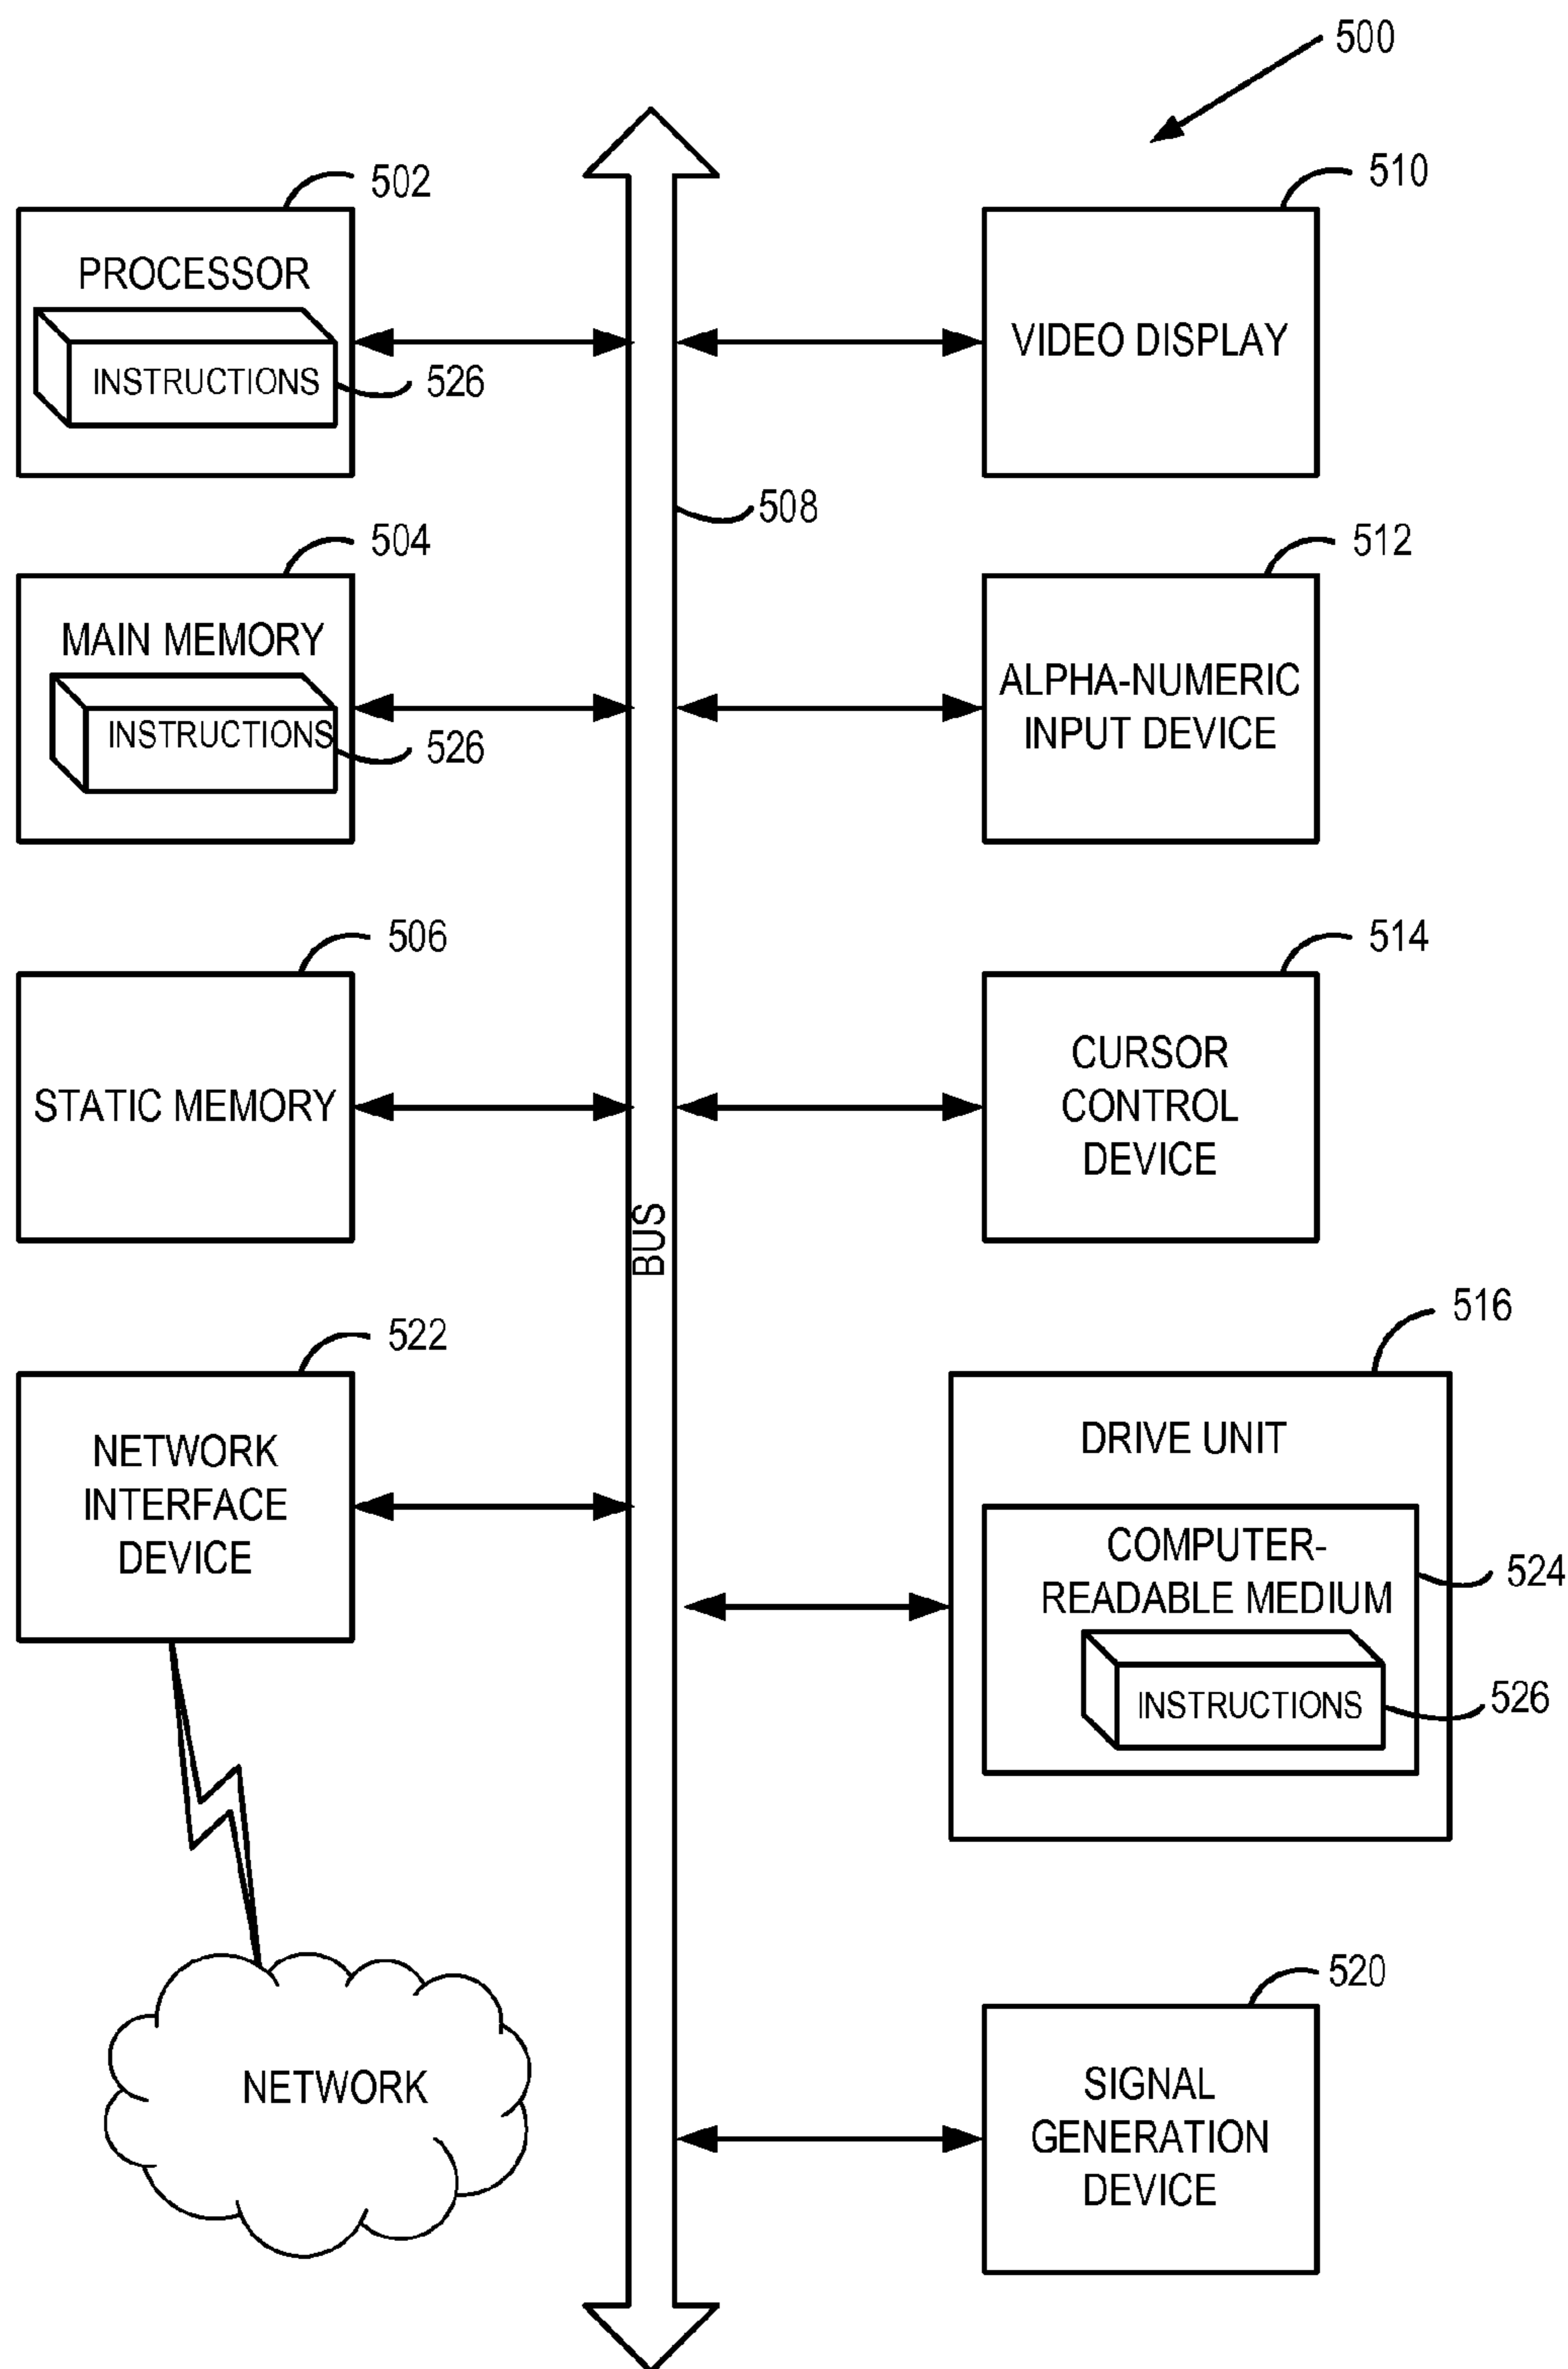 500
502
PROCESSOR
INSTRUCTIONS
526
510
VIDEO DISPLAY
508
504
MAIN MEMORY
INSTRUCTIONS
526
512
ALPHA-NUMERIC
INPUT DEVICE
506
STATIC MEMORY
514
CURSOR
CONTROL
DEVICE
BUS
522
NETWORK
INTERFACE
DEVICE
516
DRIVE UNIT
COMPUTER-
READABLE MEDIUM
524
INSTRUCTIONS
526
NETWORK
520
SIGNAL
GENERATION
DEVICE